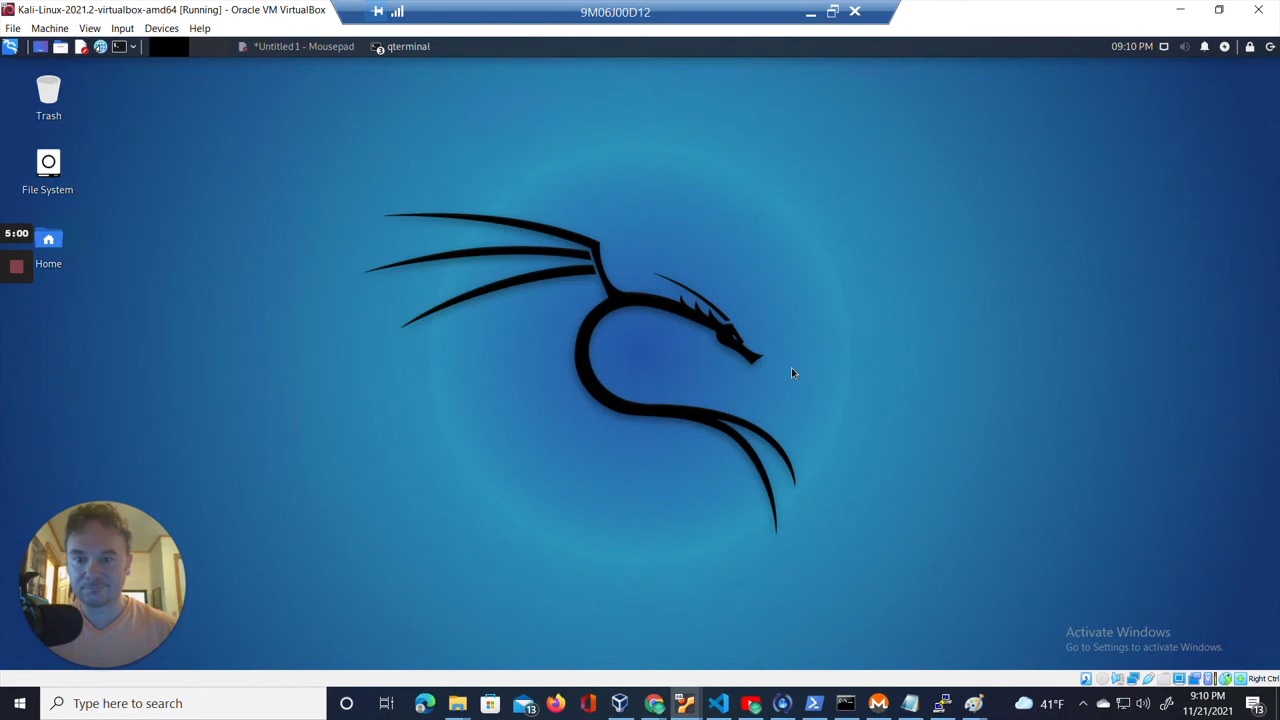 Kali-Linux-2021.2-virtualbox-amd64 [Running] - Oracle VM VirtualBox
9M06J00D12
File Machine View Input Devices Help
*Untitled 1 - Mousepad
qterminal
09:10 PM
Trash
File System
5:00
Home
Activate Windows
Go to Settings to activate Windows.
Right Ctrl
Type here to search
13
41°F
9:10 PM
11/21/2021
13